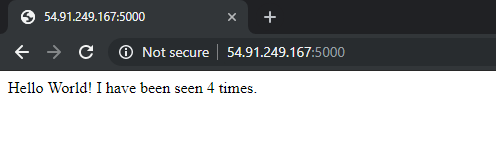 54.91.249.167:5000
Not secure | 54.91.249.167:5000
Hello World! I have been seen 4 times.